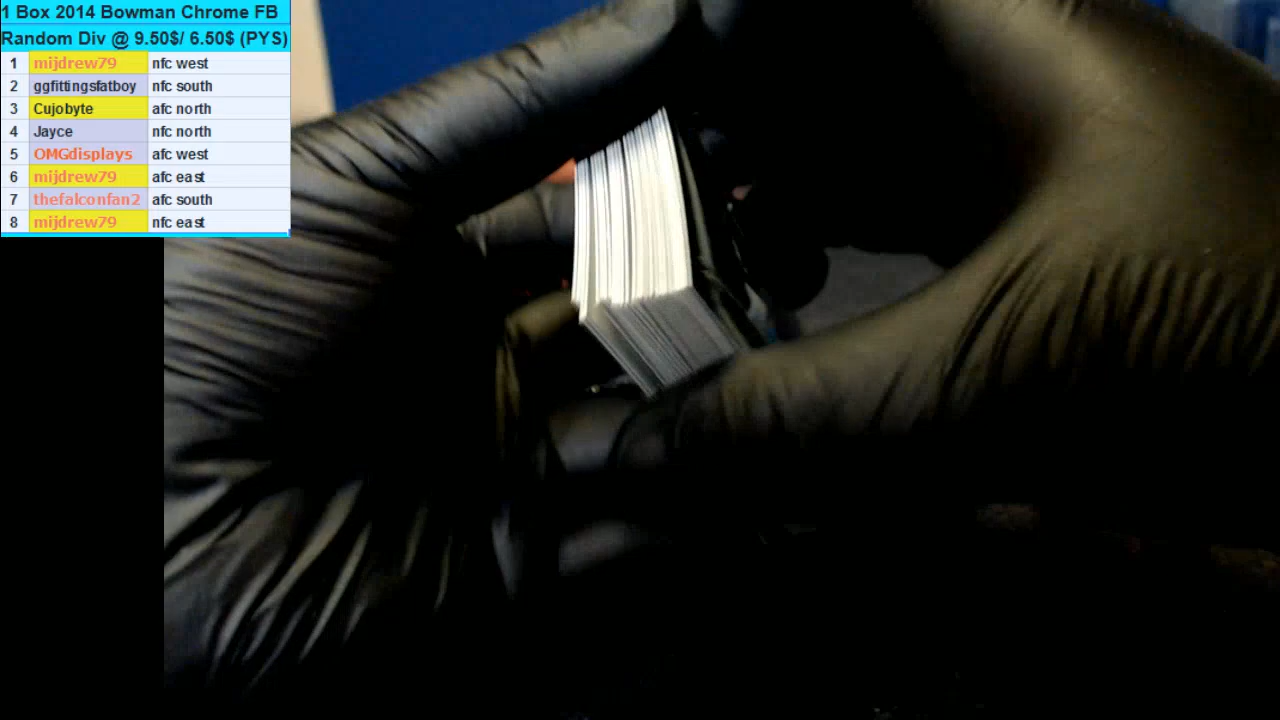 1 Box 2014 Bowman Chrome FB
Random Div @ 9.50$/ 6.50$ (PYS)
1 mijdrew79 nfc west
2 ggfittingsfatboy nfc south
3 Cujobyte afc north
4 Jayce nfc north
5 OMGdisplays afc west
6 mijdrew79 afc east
7 thefalconfan2 afc south
8 mijdrew79 nfc east